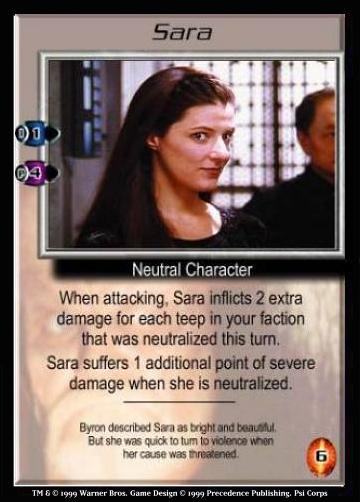 Sara
D1
P4
Neutral Character
When attacking, Sara inflicts 2 extra
damage for each teep in your faction
that was neutralized this turn.
Sara suffers 1 additional point of severe
damage when she is neutralized.
Byron described Sara as bright and beautiful.
But she was quick to turn to violence when
her cause was threatened.
6
TM & © 1999 Warner Bros. Game Design © 1999 Precedence Publishing. Psi Corps